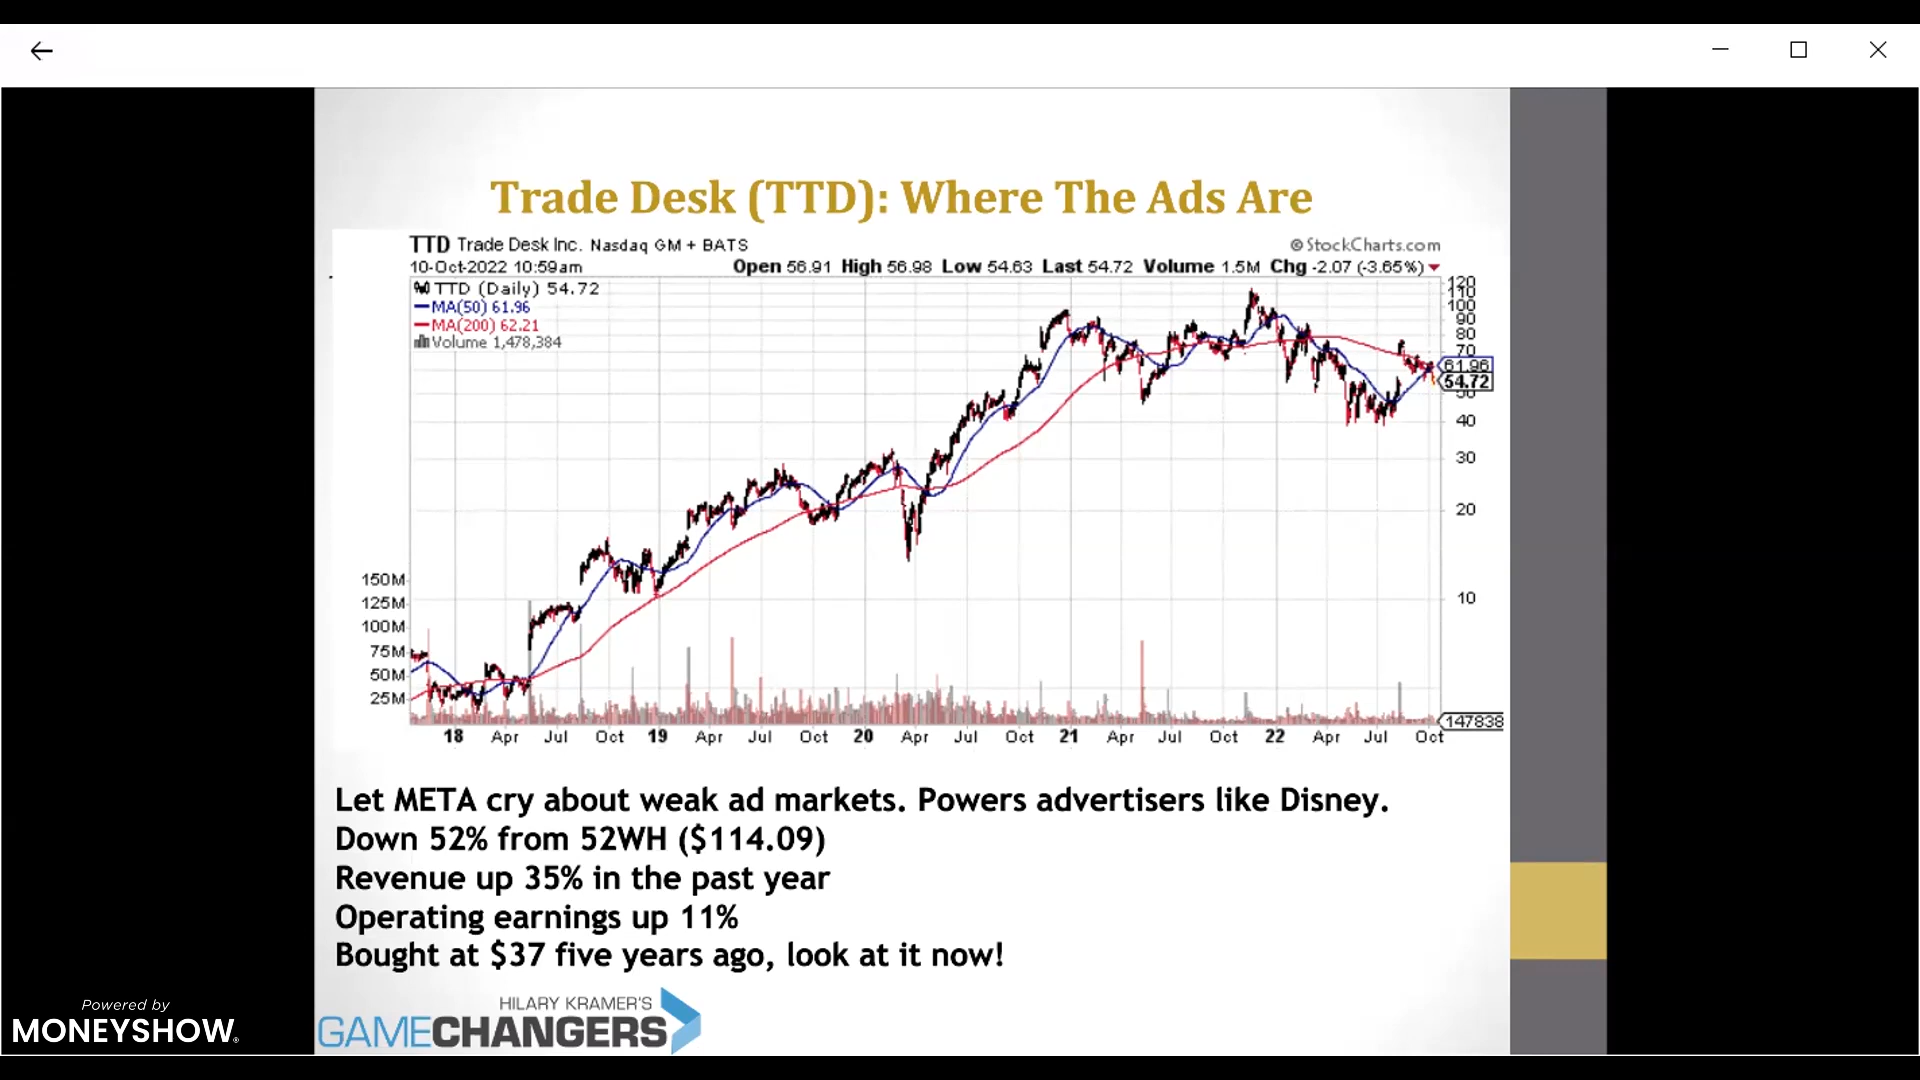 Trade Desk (TTD): Where The Ads Are
TTD Trade Desk Inc. Nasdaq GM + BATS
© StockCharts.com
10-Oct-2022 10:59am
Open 56.91 High 56.98 Low 54.63 Last 54.72 Volume 1.5M Chg -2.07 (-3.65%)
TTD (Daily) 54.72
MA(50) 61.96
MA(200) 62.21
Volume 1,478,384
120
110
100
90
80
70
61.96
54.72
50
40
30
20
10
150M
125M
100M
75M
50M
25M
147838
18 Apr Jul Oct 19 Apr Jul Oct 20 Apr Jul Oct 21 Apr Jul Oct 22 Apr Jul Oct
Let META cry about weak ad markets. Powers advertisers like Disney.
Down 52% from 52WH ($114.09)
Revenue up 35% in the past year
Operating earnings up 11%
Bought at $37 five years ago, look at it now!
HILARY KRAMER'S
GAMECHANGERS
Powered by
MONEYSHOW.